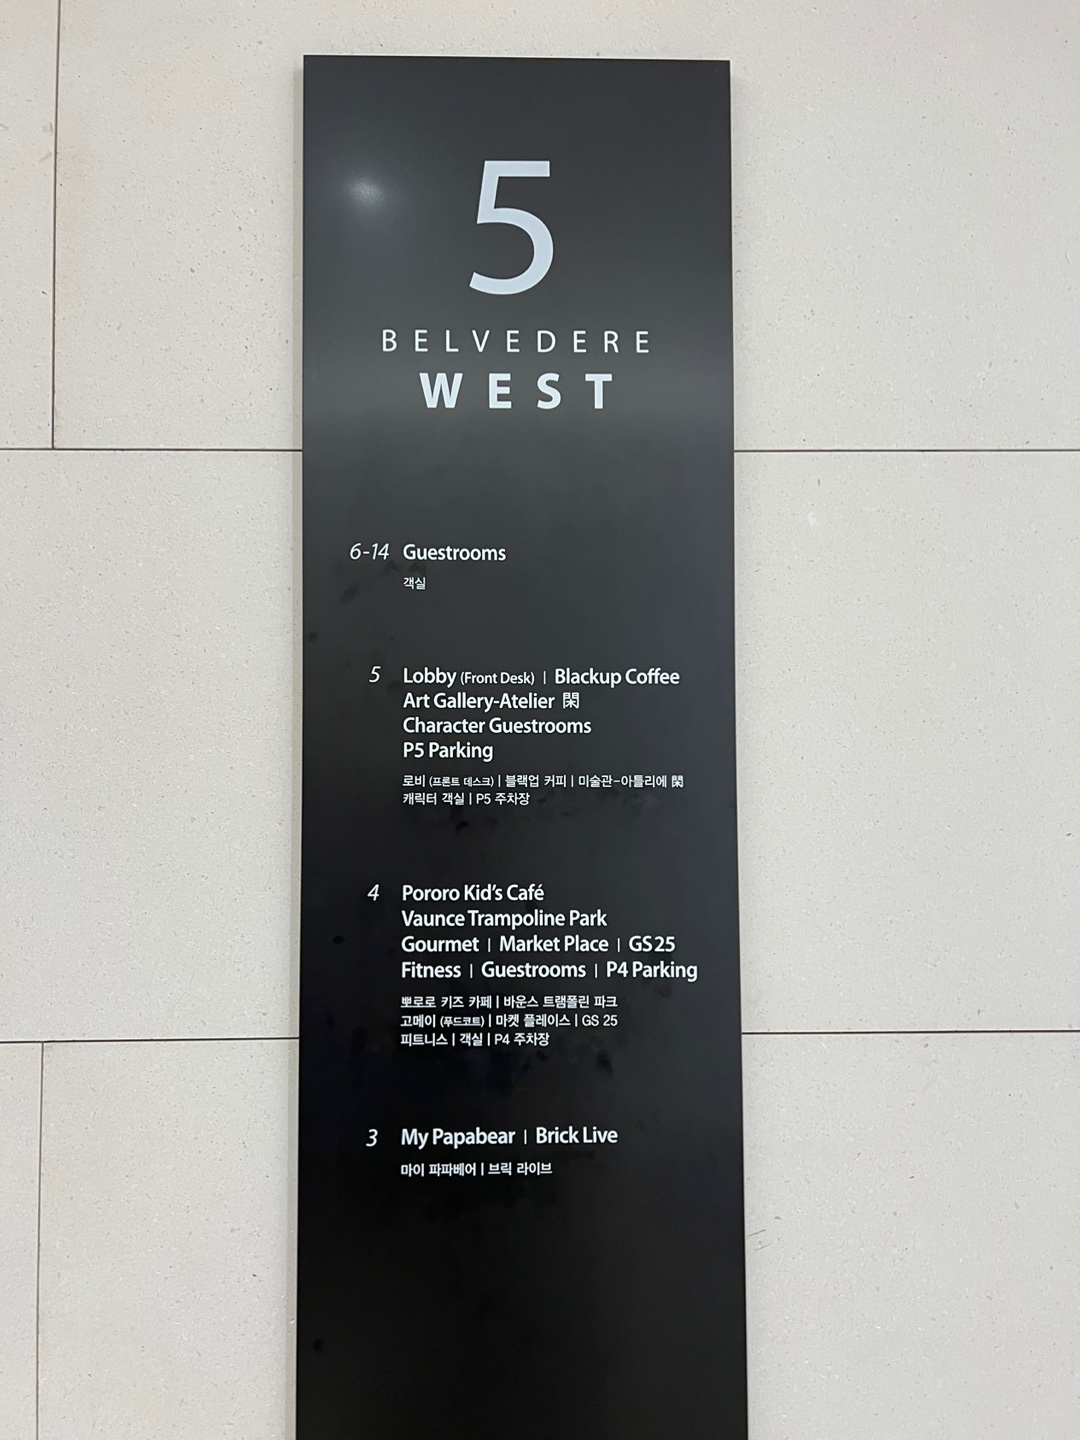 5
BELVEDERE
WEST
6-14 Guestrooms
객실
5 Lobby (Front Desk) | Blackup Coffee
Art Gallery-Atelier 閑
Character Guestrooms
P5 Parking
로비 (프론트 데스크) | 블랙업 커피 | 미술관-아틀리에 閑
캐릭터 객실 | P5 주차장
4 Pororo Kid's Café
Vaunce Trampoline Park
Gourmet | Market Place | GS25
Fitness | Guestrooms | P4 Parking
뽀로로 키즈 카페 | 바운스 트램폴린 파크
고메이 (푸드코트) | 마켓 플레이스 | GS 25
피트니스 | 객실 | P4 주차장
3 My Papabear | Brick Live
마이 파파베어 | 브릭 라이브